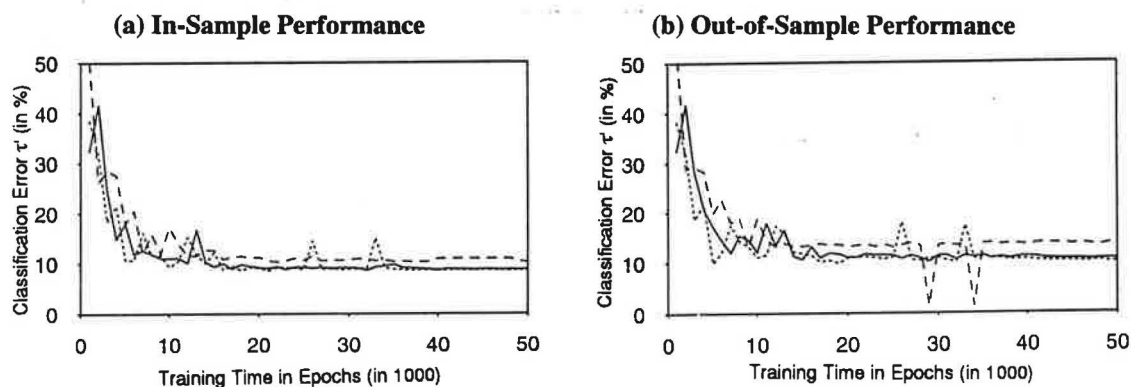 (a) In-Sample Performance
50
40
30
20
10
0
Classification Error τ' (in %)
0 10 20 30 40 50
Training Time in Epochs (in 1000)
(b) Out-of-Sample Performance
50
40
30
20
10
0
Classification Error τ' (in %)
0 10 20 30 40 50
Training Time in Epochs (in 1000)